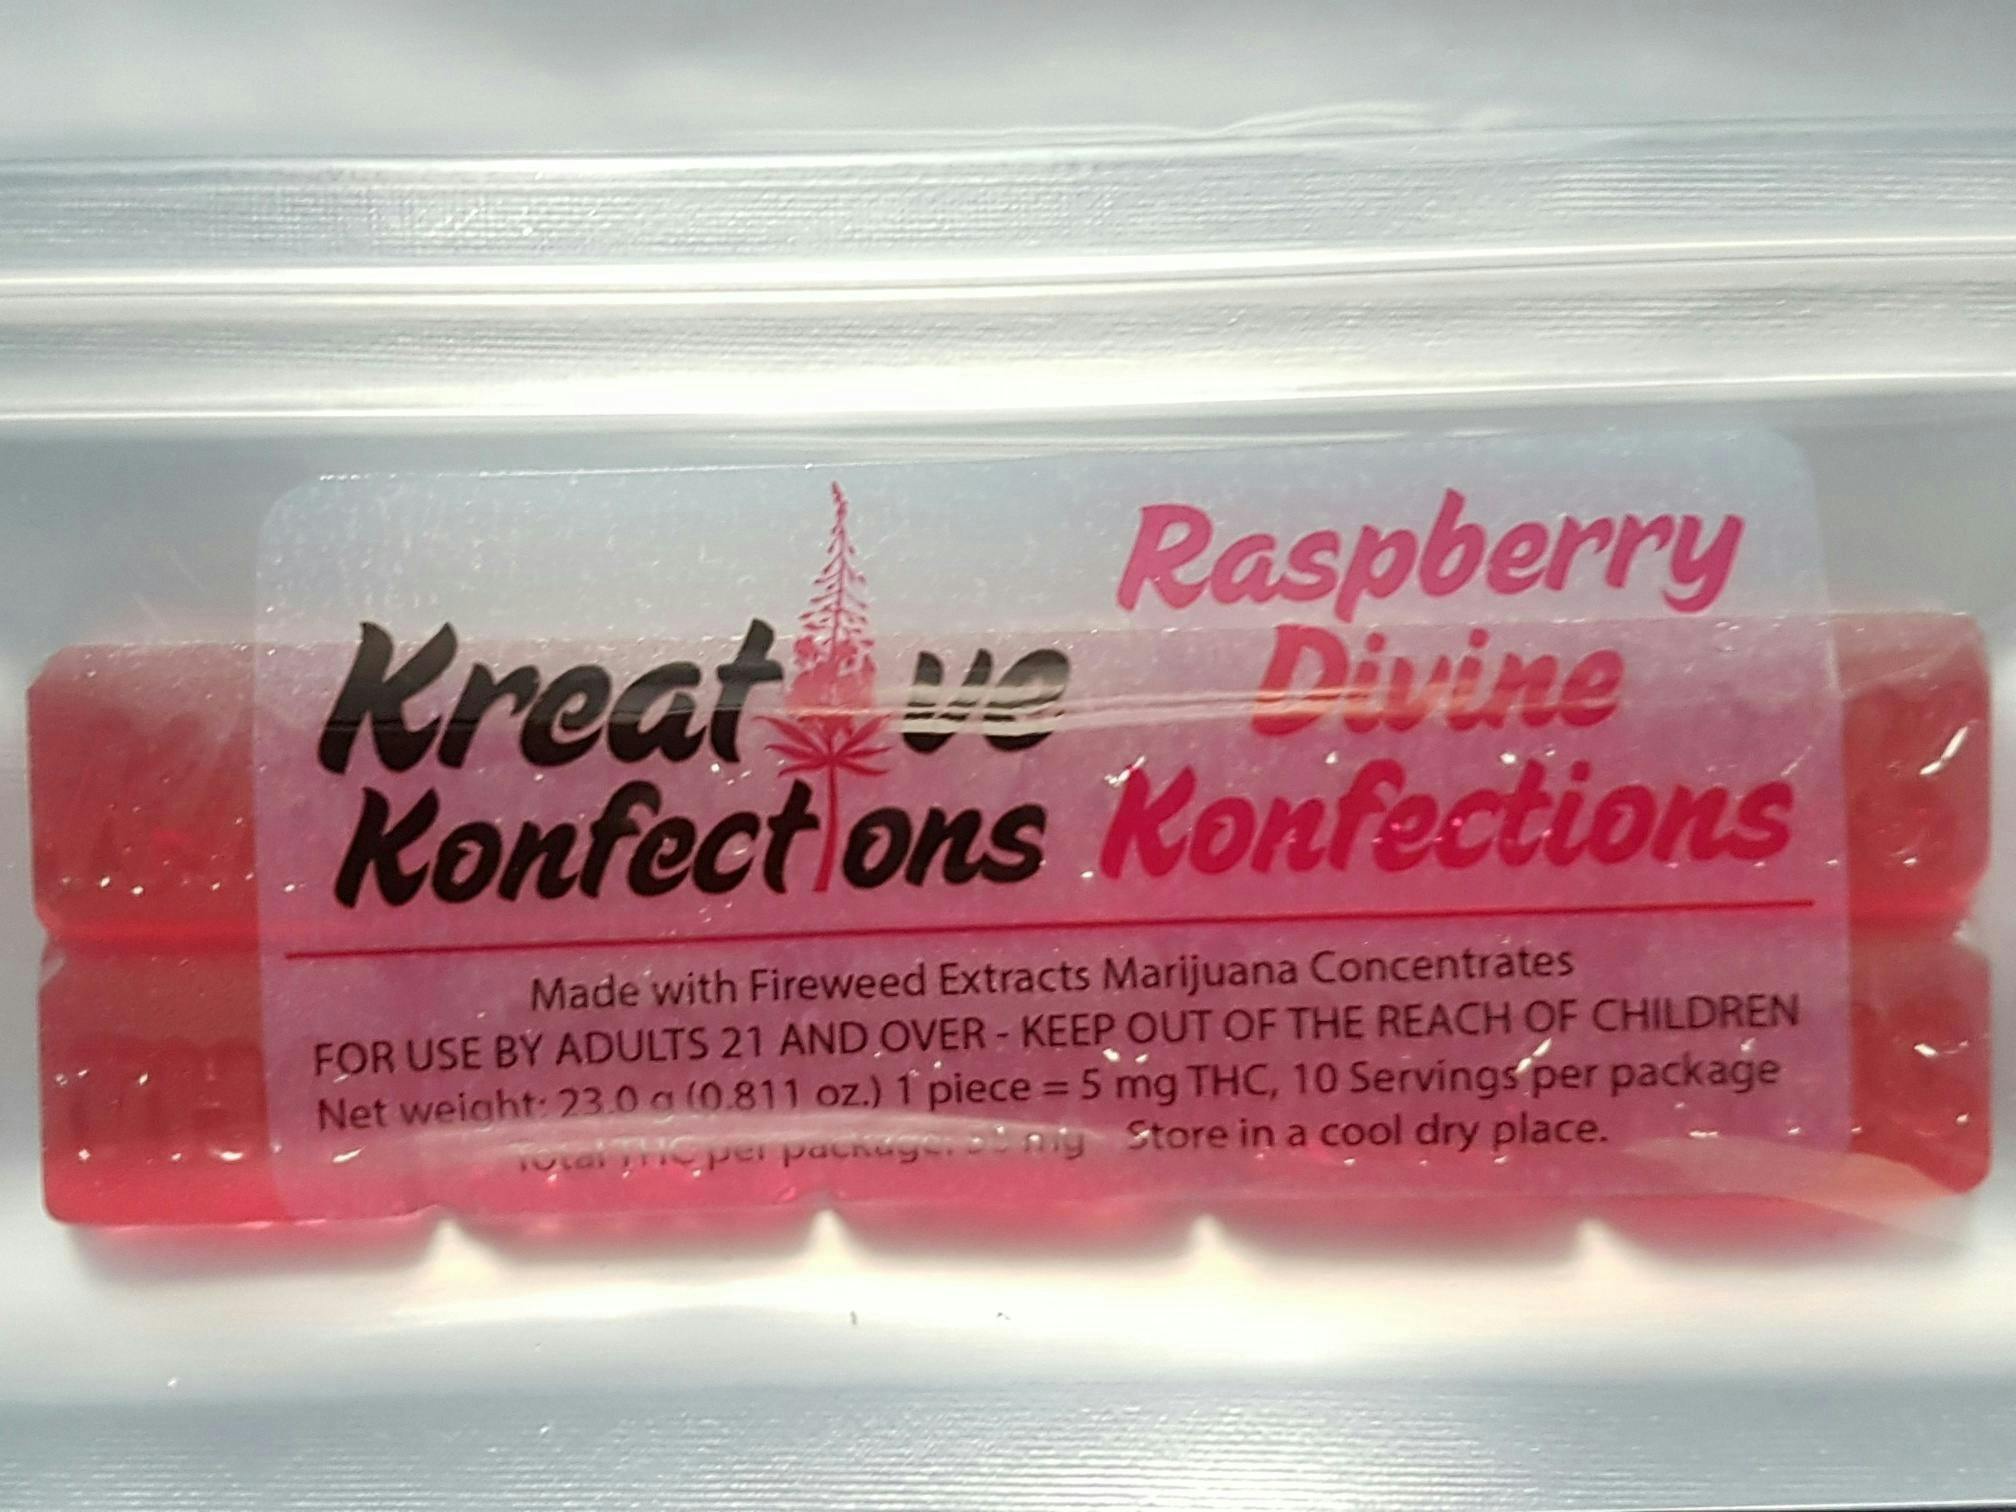 Kreative
Konfections
Raspberry
Divine
Konfections
Made with Fireweed Extracts Marijuana Concentrates
FOR USE BY ADULTS 21 AND OVER - KEEP OUT OF THE REACH OF CHILDREN
Net weight: 23.0 g (0.811 oz.) 1 piece = 5 mg THC, 10 Servings per package
Total THC per package: 50 mg Store in a cool dry place.